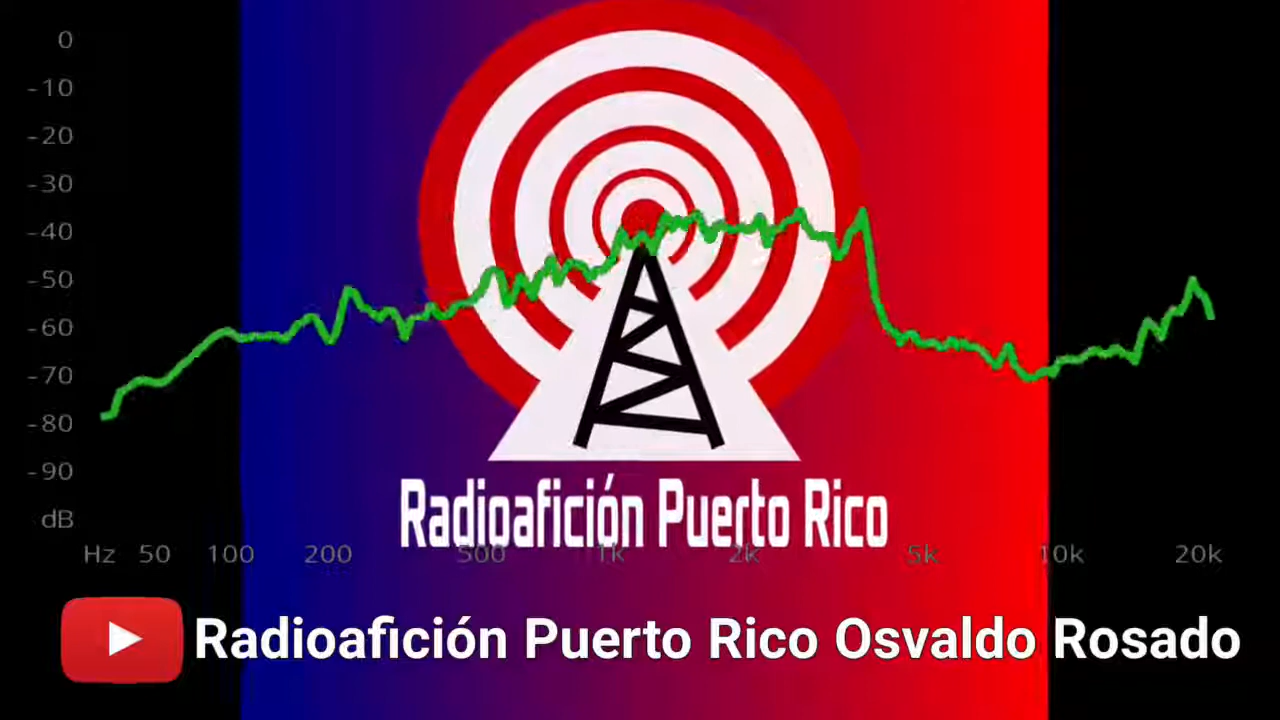 0
-10
-20
-30
-40
-50
-60
-70
-80
-90
dB
Radioafición Puerto Rico
Hz 50 100 200 500 1k 2k 5k 10k 20k
Radioafición Puerto Rico Osvaldo Rosado